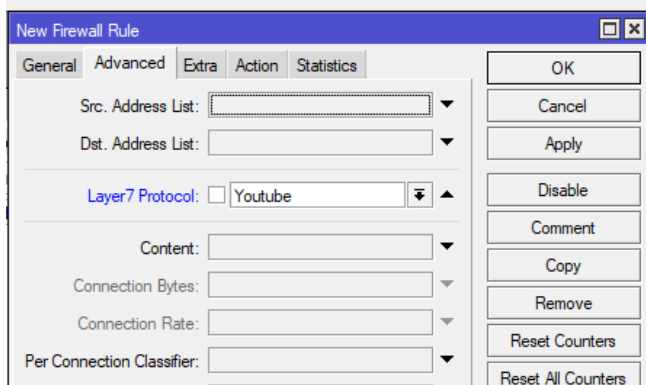 New Firewall Rule
General Advanced Extra Action Statistics
Src. Address List:
Dst. Address List:
Layer7 Protocol: Youtube
Content:
Connection Bytes:
Connection Rate:
Per Connection Classifier:
OK
Cancel
Apply
Disable
Comment
Copy
Remove
Reset Counters
Reset All Counters